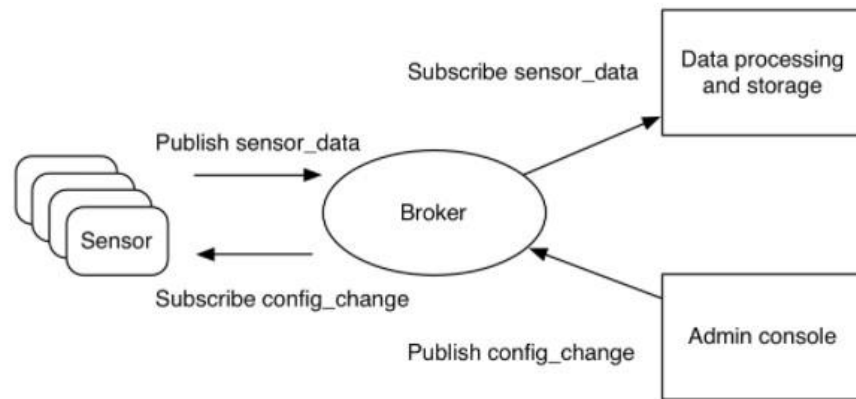 Subscribe sensor_data
Data processing
and storage
Publish sensor_data
Broker
Sensor
Subscribe config_change
Publish config_change
Admin console